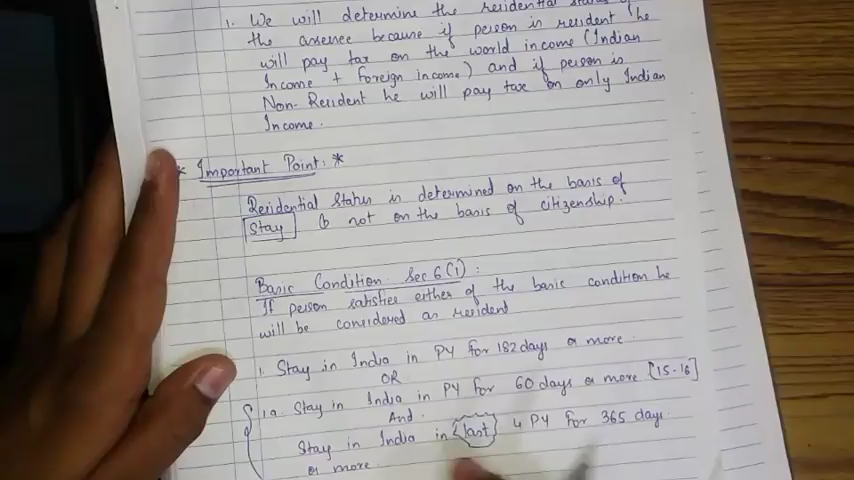 1. We will determine the residential status of
the assence because if person is resident (he
will pay tax on the world income (Indian
Income + Foreign income) and if person is
Non-Resident he will pay tax on only Indian
Income.
* Important Point: *
Residential Status is determined on the basis of
Stay & not on the basis of citizenship.
Basic Condition Sec 6(1):
If person satisfies either of the basic condition he
will be considered as resident
1. Stay in India in PY for 182 days or more.
OR
1a. Stay in India in PY for 60 days or more [15-16]
And.
Stay in India in last 4 PY for 365 days
or more.